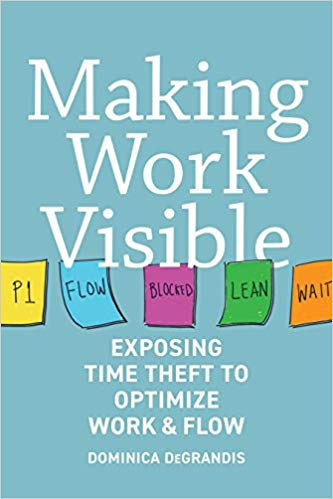 Making
Work
Visible
P1 FLOW BLOCKED LEAN WAIT
EXPOSING
TIME THEFT TO
OPTIMIZE
WORK & FLOW
DOMINICA DEGRANDIS